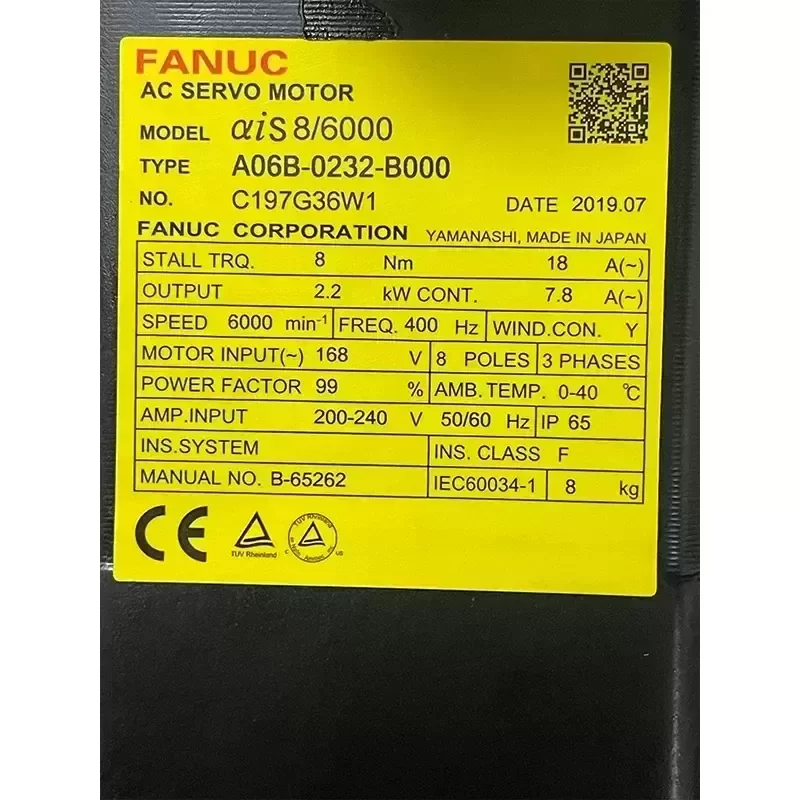 FANUC
AC SERVO MOTOR
MODEL αiS 8/6000
TYPE A06B-0232-B000
NO. C197G36W1 DATE 2019.07
FANUC CORPORATION YAMANASHI, MADE IN JAPAN
STALL TRQ. 8 Nm 18 A(~)
OUTPUT 2.2 kW CONT. 7.8 A(~)
SPEED 6000 min⁻¹ FREQ. 400 Hz WIND.CON. Y
MOTOR INPUT(~) 168 V 8 POLES 3 PHASES
POWER FACTOR 99 % AMB.TEMP. 0-40 ℃
AMP.INPUT 200-240 V 50/60 Hz IP 65
INS.SYSTEM INS. CLASS F
MANUAL NO. B-65262 IEC60034-1 8 kg
CE
TUV Rheinland
TUV Rheinland
C US